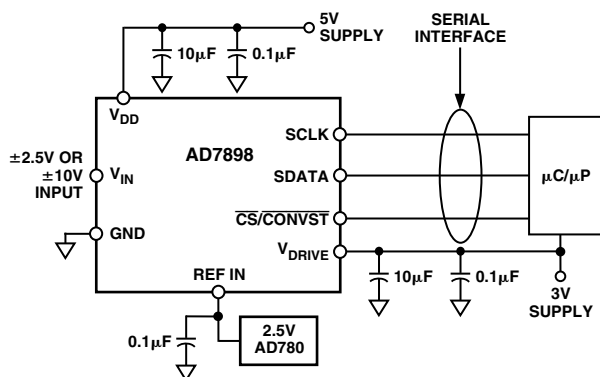 5V
SUPPLY
SERIAL
INTERFACE
10µF
0.1µF
VDD
AD7898
SCLK
±2.5V OR
±10V
INPUT
VIN
SDATA
µC/µP
CS/CONVST
GND
VDRIVE
REF IN
10µF
0.1µF
3V
SUPPLY
0.1µF
2.5V
AD780